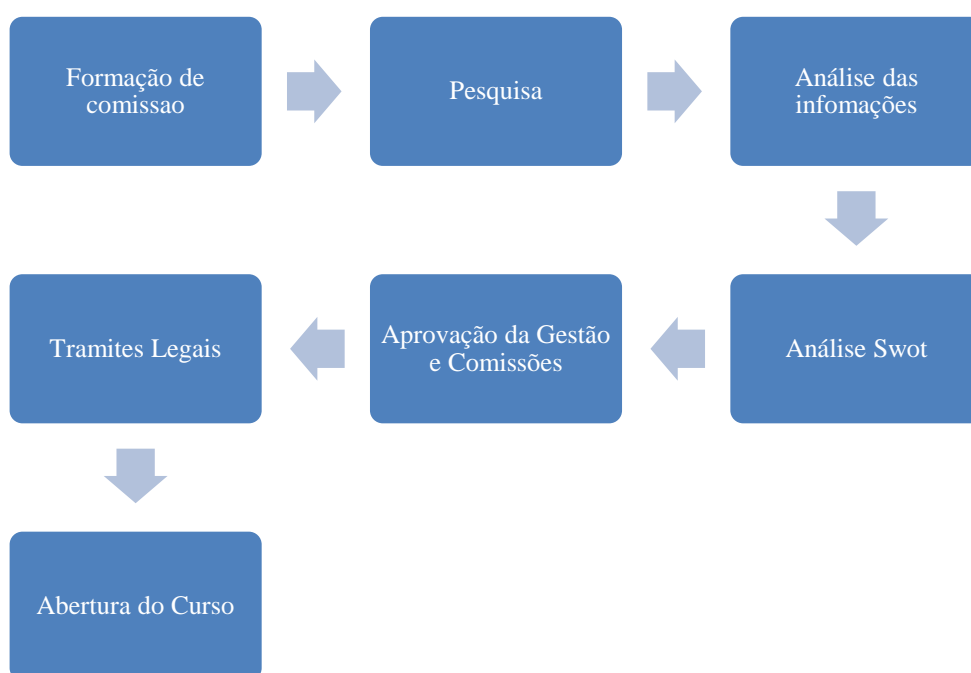 Formação de
comissao
Pesquisa
Análise das
infomações
Análise Swot
Aprovação da Gestão
e Comissões
Tramites Legais
Abertura do Curso